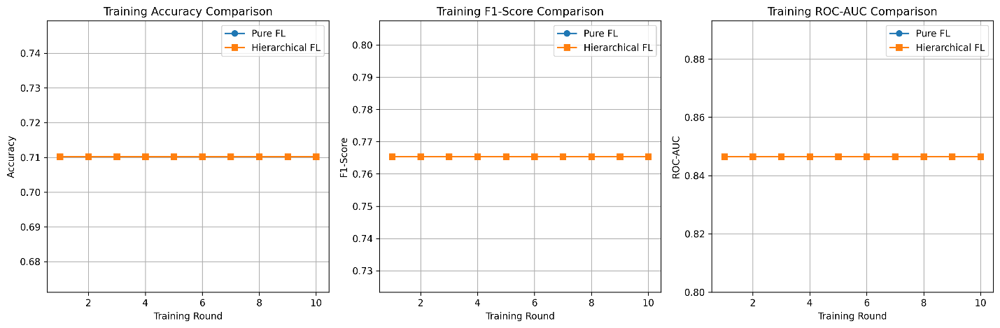 Training Accuracy Comparison
Pure FL
Hierarchical FL
Accuracy
0.74
0.73
0.72
0.71
0.70
0.69
0.68
2 4 6 8 10
Training Round
Training F1-Score Comparison
Pure FL
Hierarchical FL
F1-Score
0.80
0.79
0.78
0.77
0.76
0.75
0.74
0.73
2 4 6 8 10
Training Round
Training ROC-AUC Comparison
Pure FL
Hierarchical FL
ROC-AUC
0.88
0.86
0.84
0.82
0.80
2 4 6 8 10
Training Round